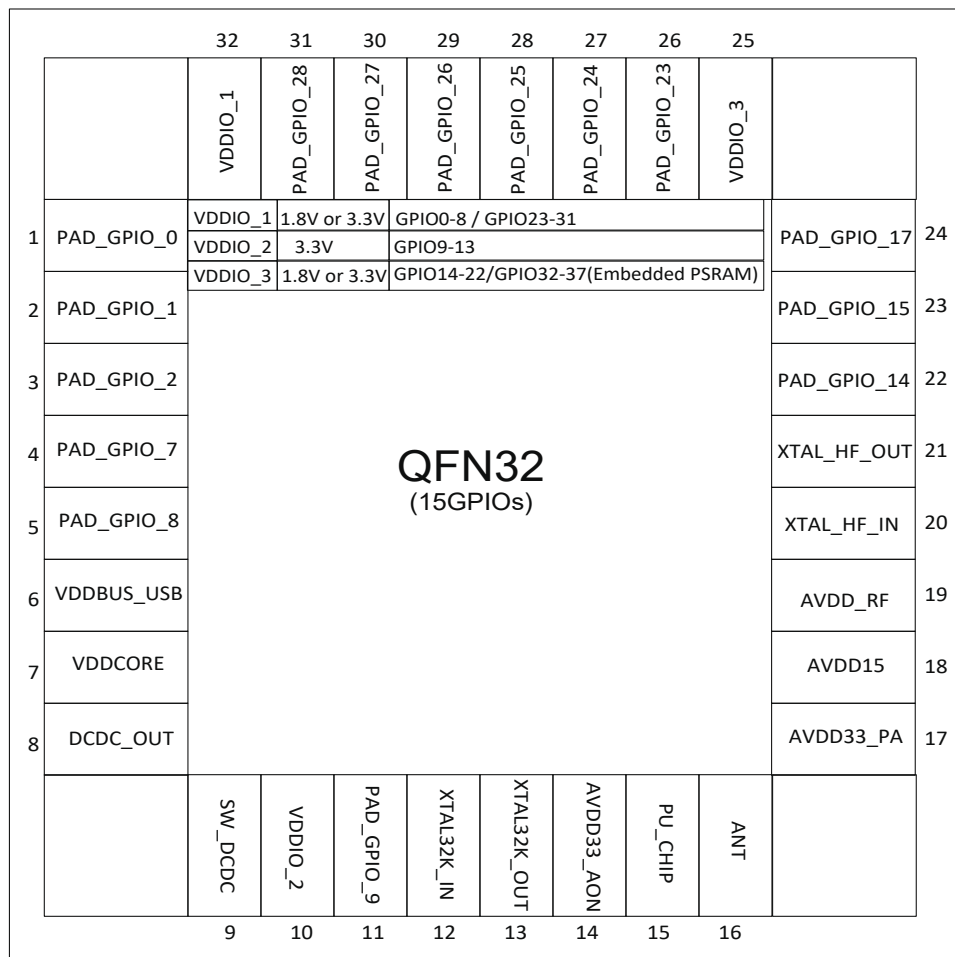 32 31 30 29 28 27 26 25
VDDIO_1
PAD_GPIO_28
PAD_GPIO_27
PAD_GPIO_26
PAD_GPIO_25
PAD_GPIO_24
PAD_GPIO_23
VDDIO_3
VDDIO_1 1.8V or 3.3V GPIO0-8 / GPIO23-31
VDDIO_2 3.3V GPIO9-13
VDDIO_3 1.8V or 3.3V GPIO14-22/GPIO32-37(Embedded PSRAM)
1 PAD_GPIO_0
2 PAD_GPIO_1
3 PAD_GPIO_2
4 PAD_GPIO_7
5 PAD_GPIO_8
6 VDDBUS_USB
7 VDDCORE
8 DCDC_OUT
QFN32
(15GPIOs)
PAD_GPIO_17 24
PAD_GPIO_15 23
PAD_GPIO_14 22
XTAL_HF_OUT 21
XTAL_HF_IN 20
AVDD_RF 19
AVDD15 18
AVDD33_PA 17
SW_DCDC
VDDIO_2
PAD_GPIO_9
XTAL32K_IN
XTAL32K_OUT
AVDD33_AON
PU_CHIP
ANT
9 10 11 12 13 14 15 16